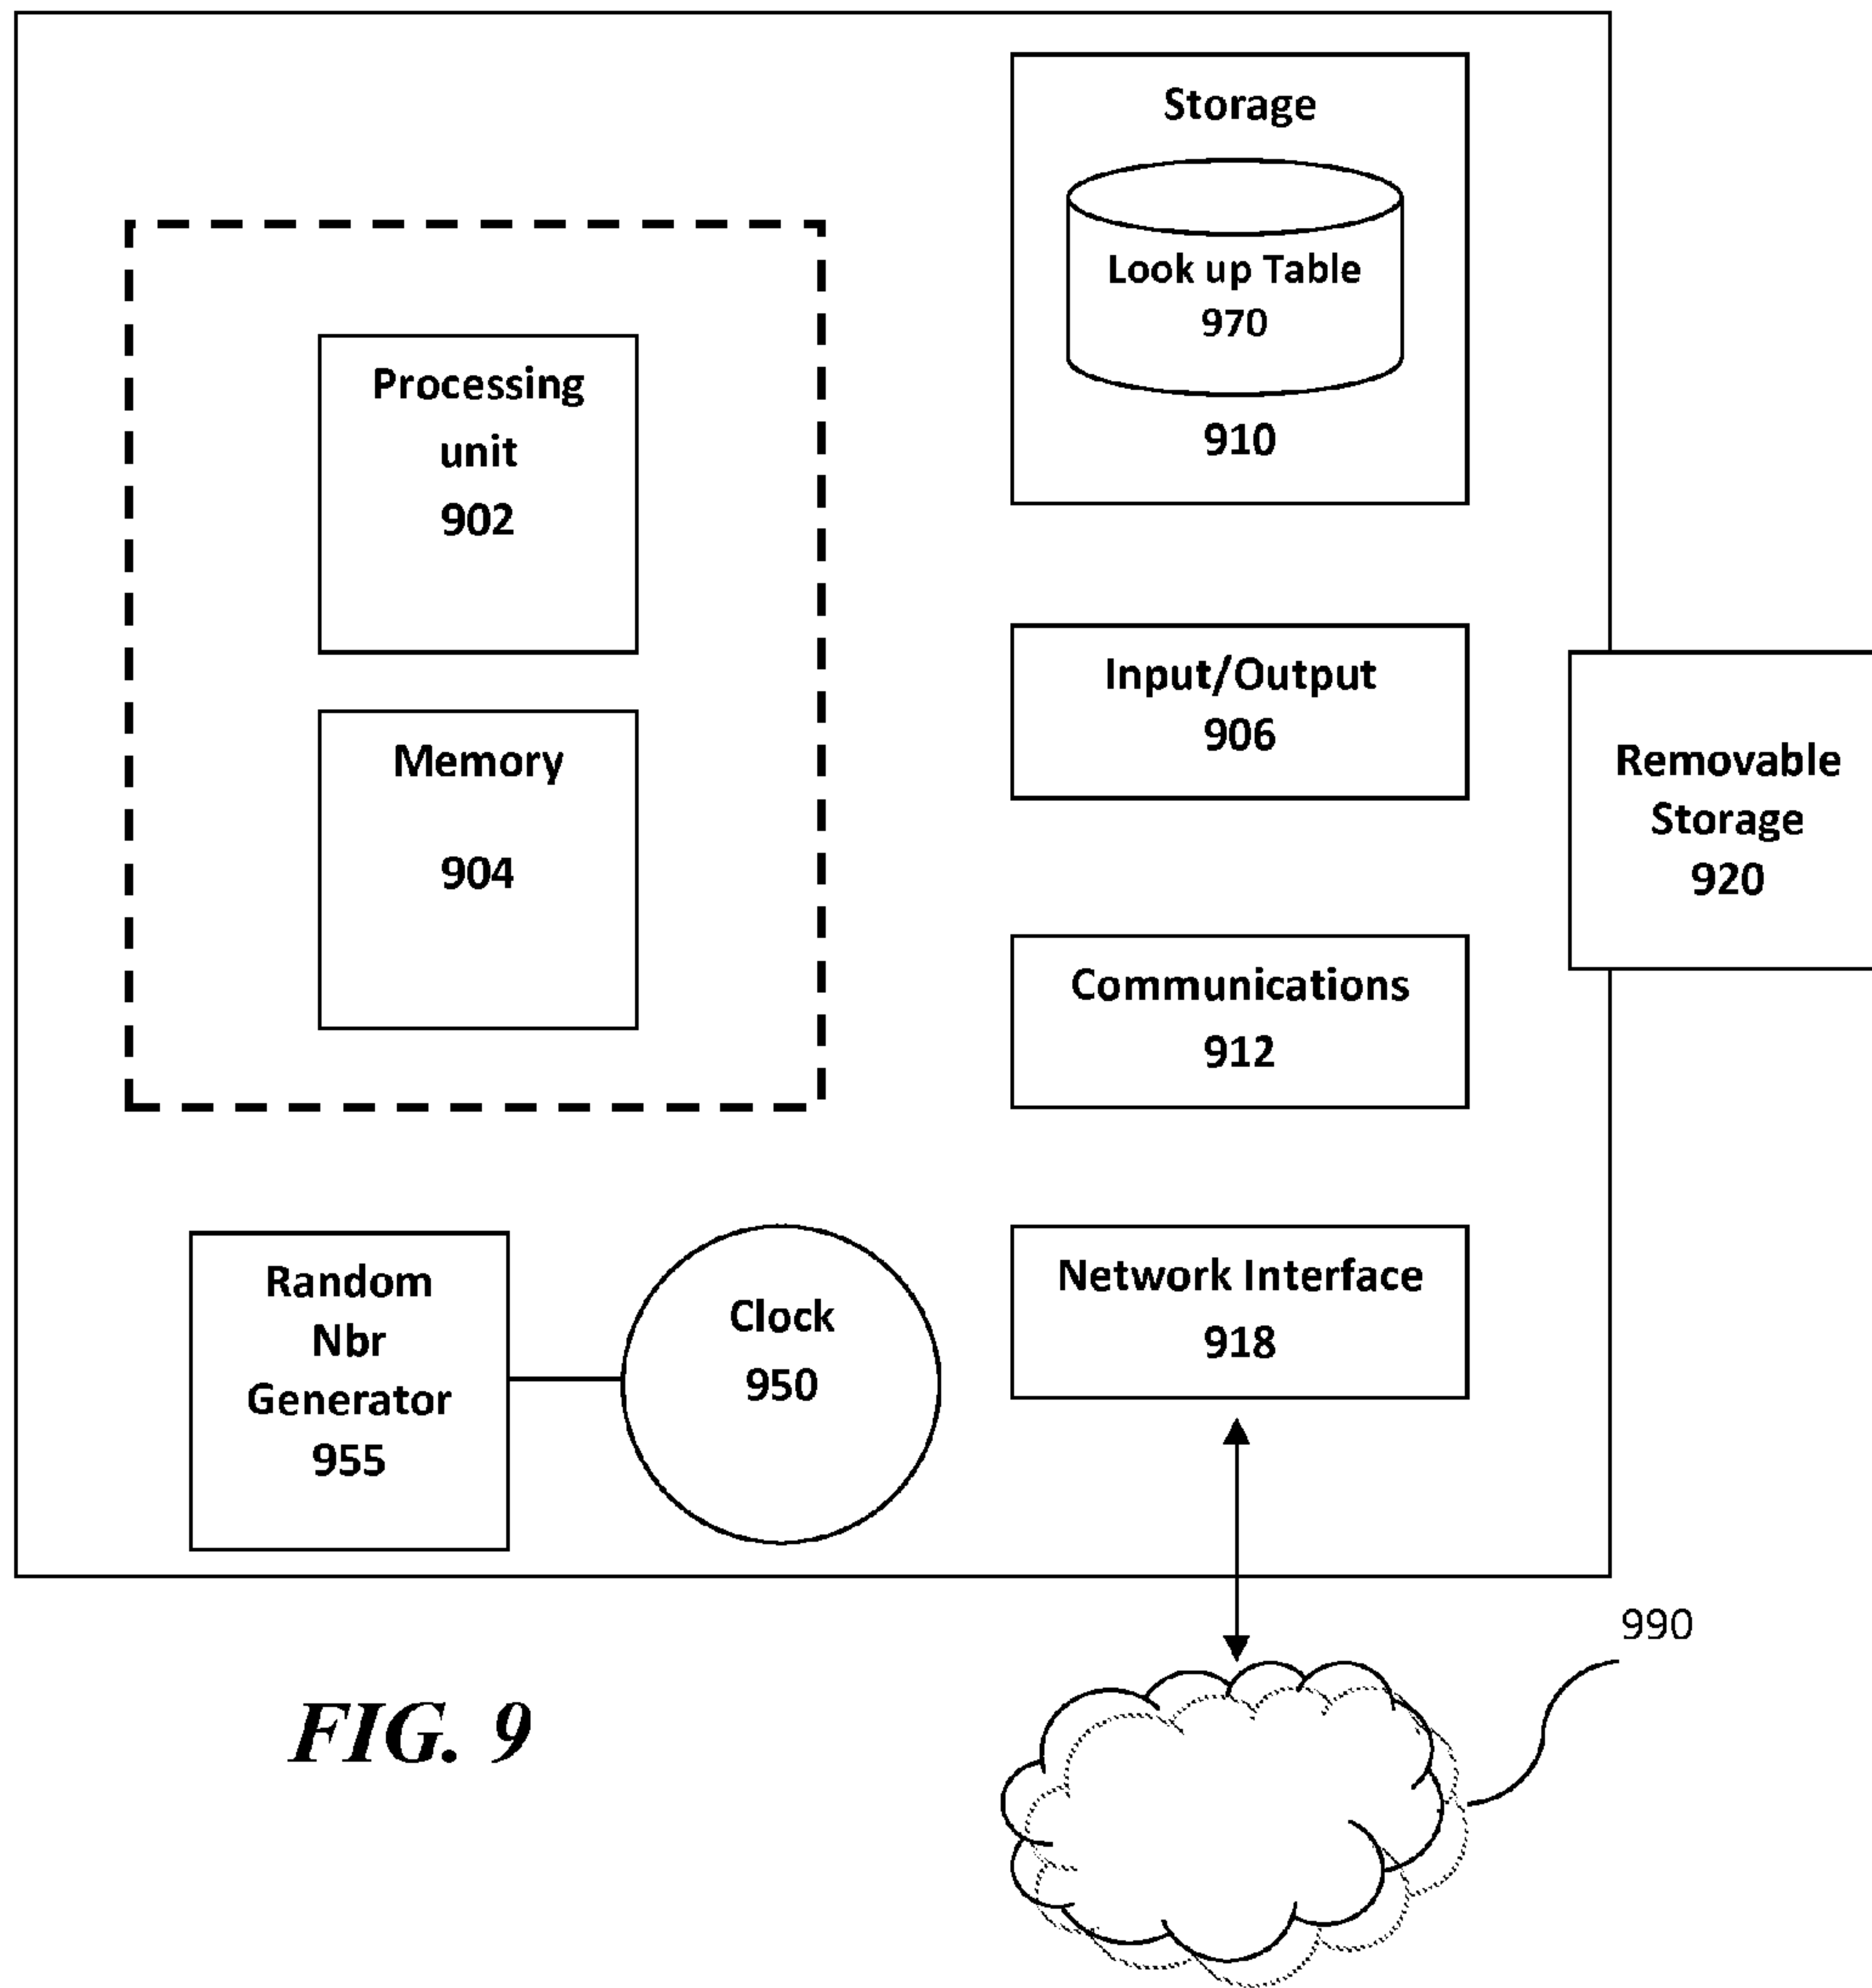 Storage
Look up Table
970
910
Processing
unit
902
Memory
904
Input/Output
906
Removable
Storage
920
Communications
912
Random
Nbr
Generator
955
Clock
950
Network Interface
918
990
FIG. 9